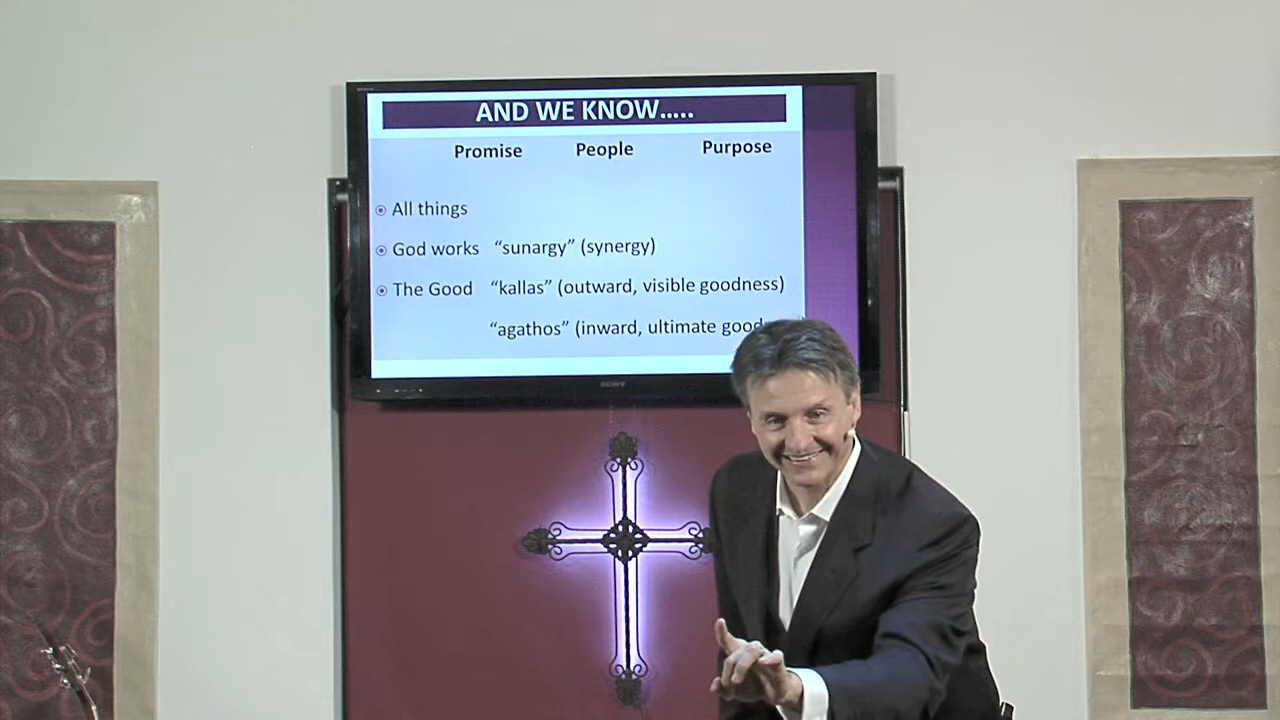 AND WE KNOW…..
Promise People Purpose
All things
God works “sunargy” (synergy)
The Good “kallas” (outward, visible goodness)
“agathos” (inward, ultimate good
SONY